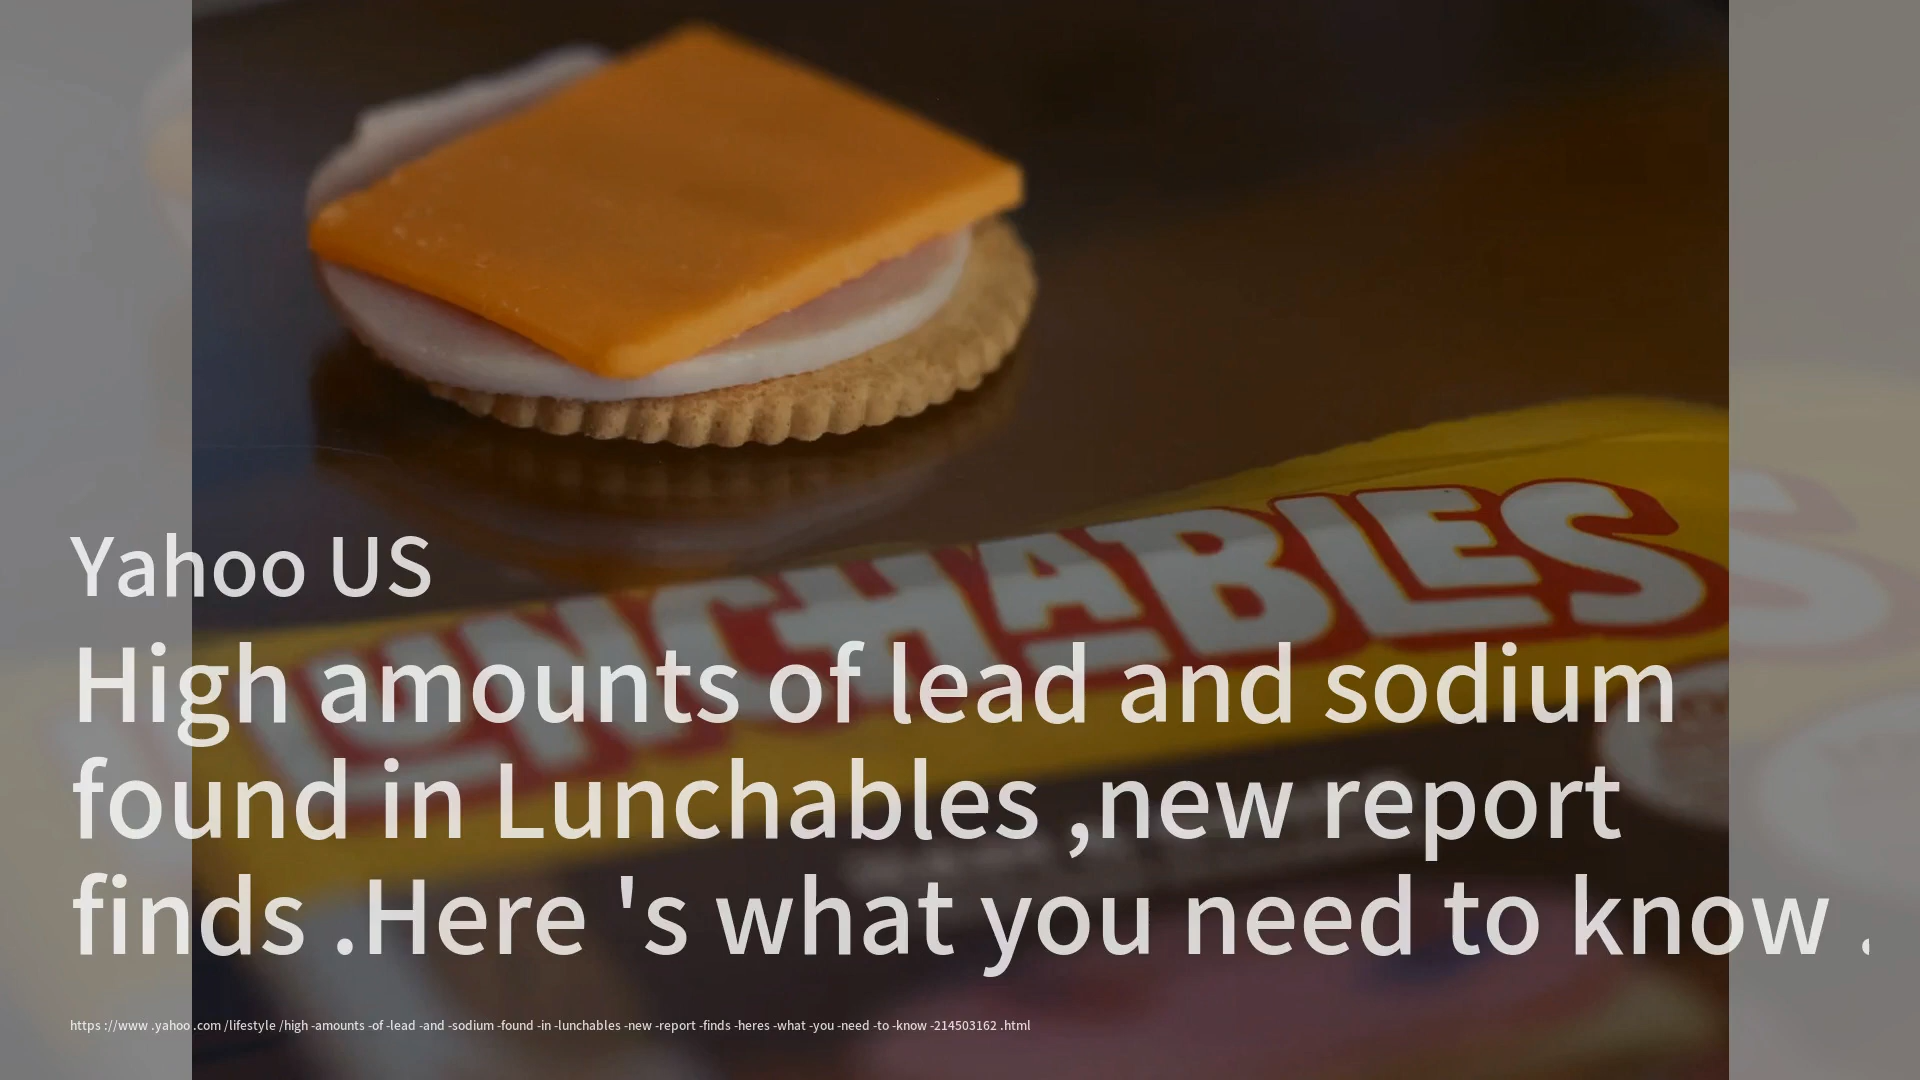 LUNCHABLES
Yahoo US
High amounts of lead and sodium
found in Lunchables ,new report
finds .Here 's what you need to know .
https ://www .yahoo .com /lifestyle /high -amounts -of -lead -and -sodium -found -in -lunchables -new -report -finds -heres -what -you -need -to -know -214503162 .html